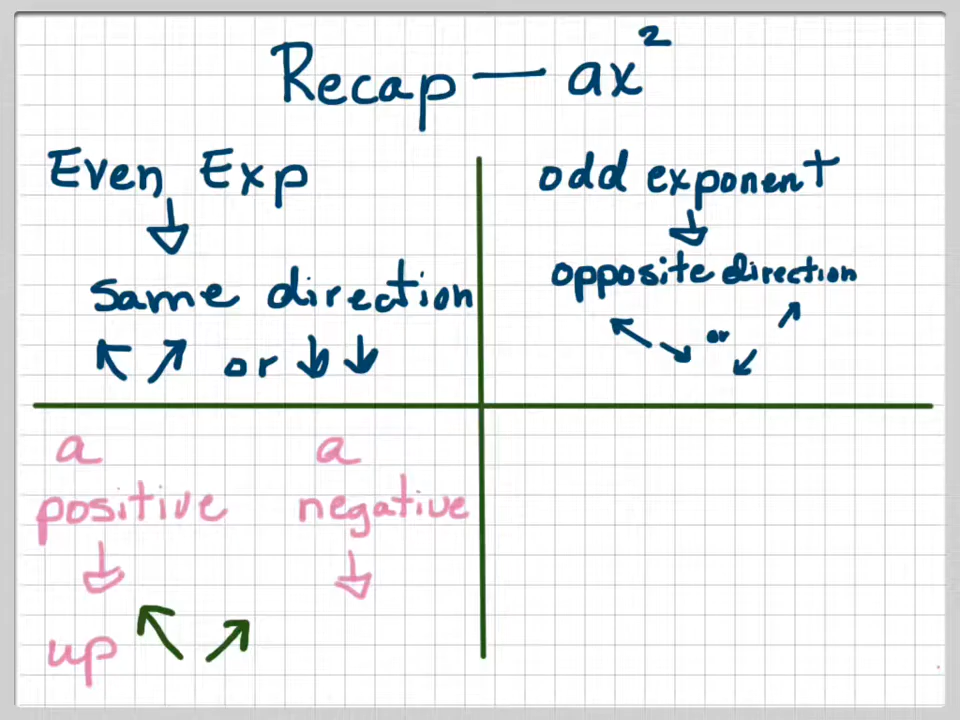 Recap — ax²
Even Exp
same direction
or
odd exponent
opposite direction
or
a
positive
up
a
negative